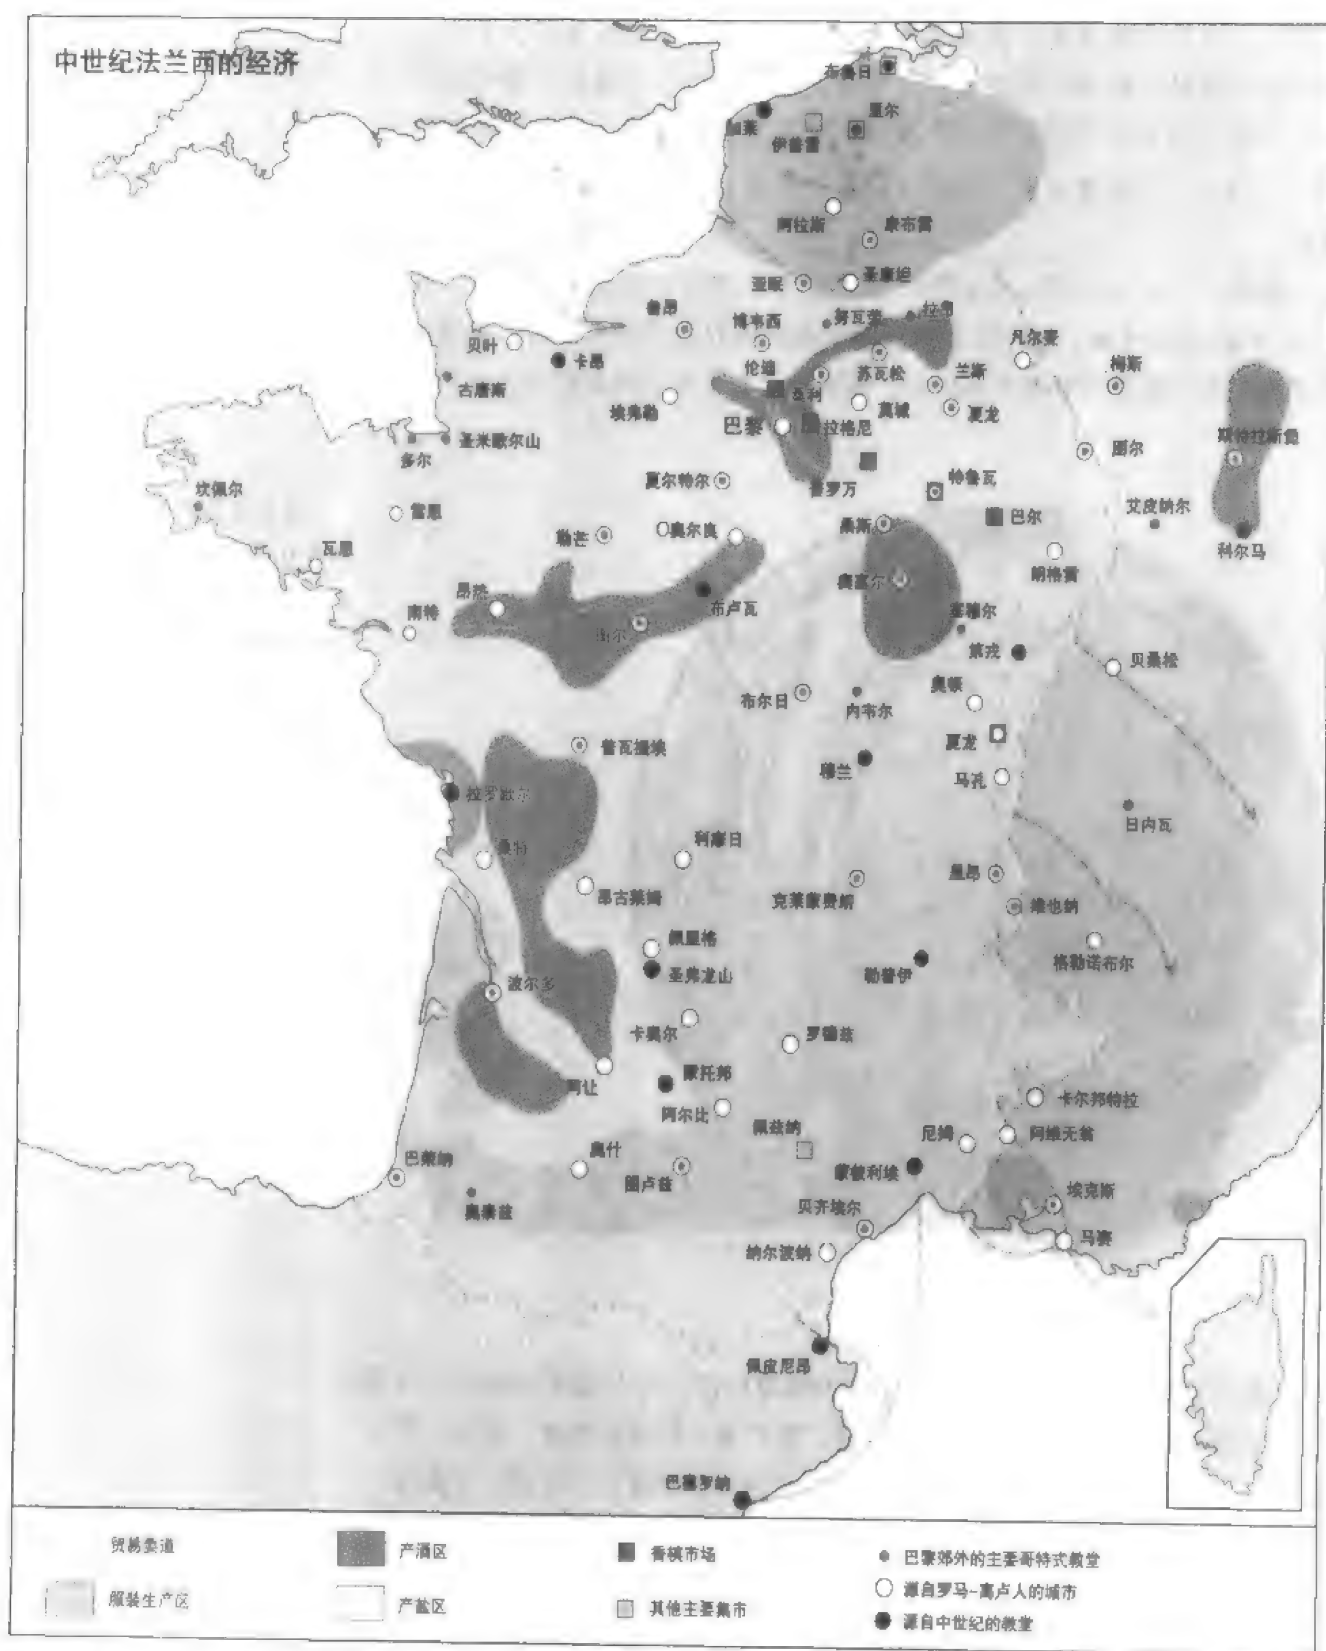 中世纪法兰西的经济
布鲁日
加莱
里尔
伊普雷
阿拉斯
康布雷
亚眠
圣康坦
鲁昂
博韦西
努瓦荣
拉昂
贝叶
卡昂
伦迪
苏瓦松
凡尔赛
兰斯
梅斯
古唐斯
埃弗勒
桑利
莫城
夏龙
巴黎
拉格尼
圣米歇尔山
多尔
图尔
斯特拉斯堡
坎佩尔
夏尔特尔
普罗万
特鲁瓦
雷恩
勒芒
奥尔良
桑斯
巴尔
艾皮纳尔
科尔马
瓦恩
朗格雷
昂热
布卢瓦
奥塞尔
南特
图尔
塞雅尔
第戎
贝桑松
布尔日
内韦尔
奥顿
普瓦提埃
穆兰
夏龙
马孔
拉罗歇尔
日内瓦
桑特
利摩日
昂古莱姆
克莱蒙费朗
里昂
维也纳
佩里格
格勒诺布尔
圣弗龙山
勒普伊
波尔多
卡奥尔
罗德兹
阿让
蒙托邦
卡尔邦特拉
阿尔比
佩兹纳
尼姆
阿维尼翁
巴荣纳
奥什
图卢兹
蒙彼利埃
奥泰兹
埃克斯
贝齐埃尔
纳尔波纳
马赛
佩皮尼昂
巴塞罗纳
贸易要道
产酒区
香槟市场
巴黎郊外的主要哥特式教堂
服装生产区
产盐区
其他主要集市
源自罗马-高卢人的城市
源自中世纪的教堂